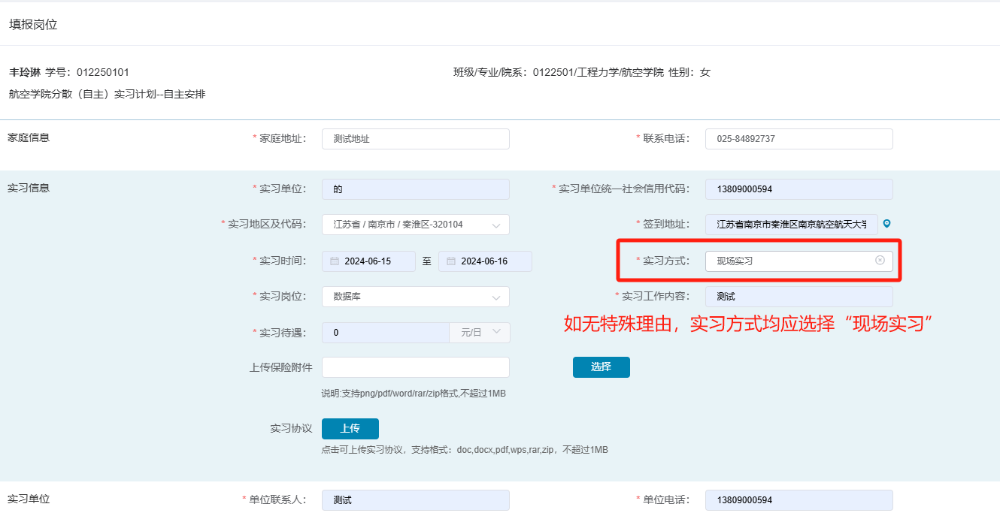 填报岗位
丰玲琳 学号：012250101 班级/专业/院系：0122501/工程力学/航空学院 性别：女
航空学院分散（自主）实习计划--自主安排
家庭信息 * 家庭地址： 测试地址 * 联系电话： 025-84892737
实习信息 * 实习单位： 的 * 实习单位统一社会信用代码： 13809000594
* 实习地区及代码： 江苏省 / 南京市 / 秦淮区-320104 * 签到地址： 江苏省南京市秦淮区南京航空航天大学
* 实习时间： 2024-06-15 至 2024-06-16 * 实习方式： 现场实习
* 实习岗位： 数据库 * 实习工作内容： 测试
如无特殊理由，实习方式均应选择“现场实习”
* 实习待遇： 0 元/日
上传保险附件 选择
说明:支持png/pdf/word/rar/zip格式,不超过1MB
实习协议 上传
点击可上传实习协议，支持格式：doc,docx,pdf,wps,rar,zip，不超过1MB
实习单位 * 单位联系人： 测试 * 单位电话： 13809000594